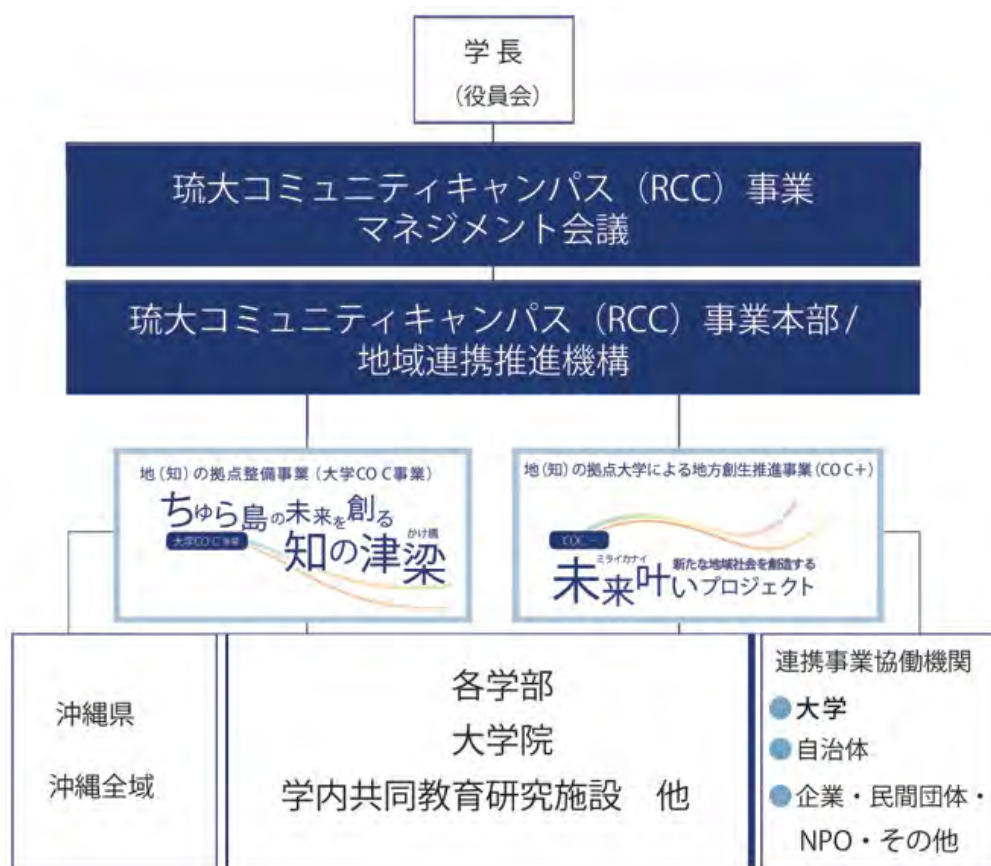 学 長
（役員会）
琉大コミュニティキャンパス（RCC）事業
マネジメント会議
琉大コミュニティキャンパス（RCC）事業本部/
地域連携推進機構
地（知）の拠点整備事業（大学CO C事業）
ちゅら島の未来を創る
大学CO C事業
かけ橋
知の津梁
地（知）の拠点大学による地方創生推進事業（CO C+）
COC
ミライカナイ
新たな地域社会を創造する
未来叶いプロジェクト
沖縄県
沖縄全域
各学部
大学院
学内共同教育研究施設　他
連携事業協働機関
大学
自治体
企業・民間団体・
NPO・その他